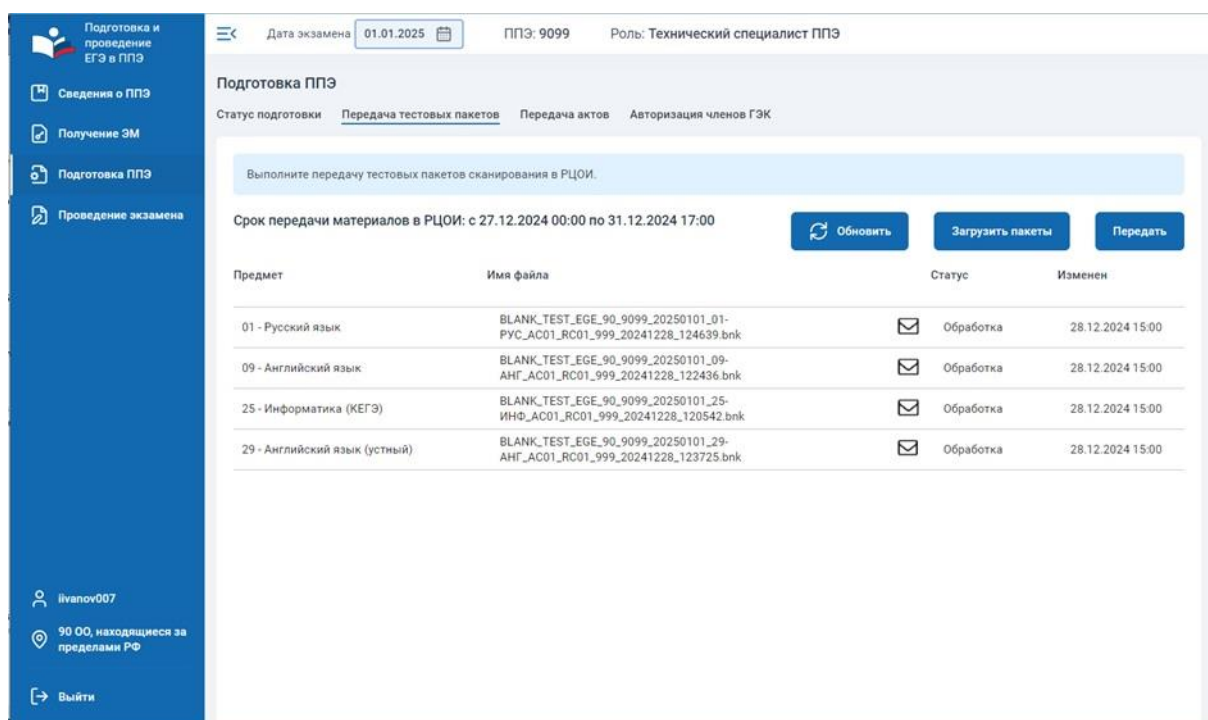 Подготовка и
проведение
ЕГЭ в ППЭ
Сведения о ППЭ
Получение ЭМ
Подготовка ППЭ
Проведение экзамена
iivanov007
90 ОО, находящиеся за
пределами РФ
Выйти
Дата экзамена 01.01.2025 ППЭ: 9099 Роль: Технический специалист ППЭ
Подготовка ППЭ
Статус подготовки Передача тестовых пакетов Передача актов Авторизация членов ГЭК
Выполните передачу тестовых пакетов сканирования в РЦОИ.
Срок передачи материалов в РЦОИ: с 27.12.2024 00:00 по 31.12.2024 17:00
Обновить Загрузить пакеты Передать
Предмет Имя файла Статус Изменен
01 - Русский язык BLANK_TEST_EGE_90_9099_20250101_01-
РУС_AC01_RC01_999_20241228_124639.bnk Обработка 28.12.2024 15:00
09 - Английский язык BLANK_TEST_EGE_90_9099_20250101_09-
АНГ_AC01_RC01_999_20241228_122436.bnk Обработка 28.12.2024 15:00
25 - Информатика (КЕГЭ) BLANK_TEST_EGE_90_9099_20250101_25-
ИНФ_AC01_RC01_999_20241228_120542.bnk Обработка 28.12.2024 15:00
29 - Английский язык (устный) BLANK_TEST_EGE_90_9099_20250101_29-
АНГ_AC01_RC01_999_20241228_123725.bnk Обработка 28.12.2024 15:00